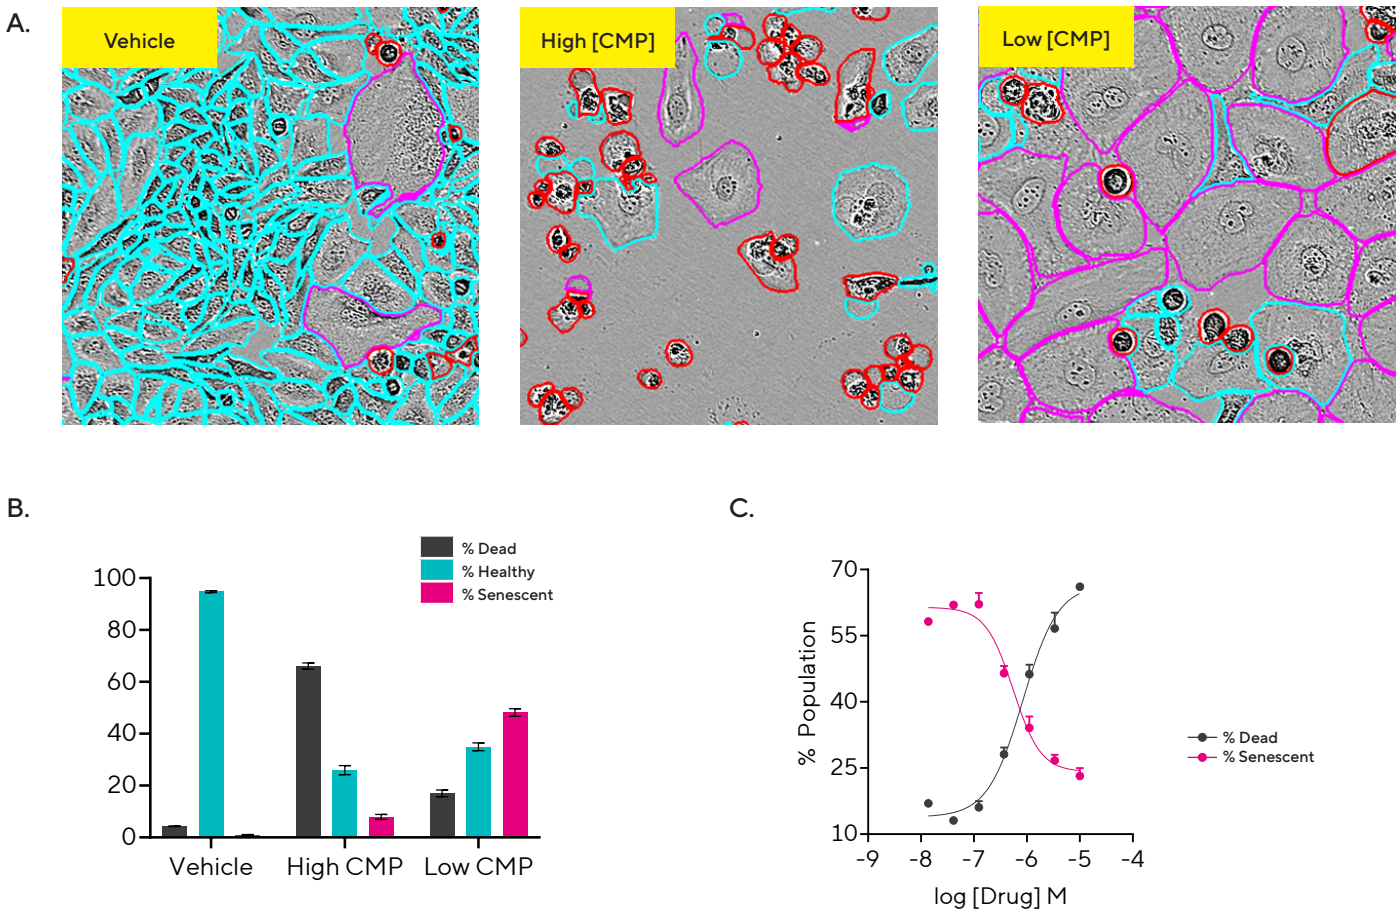 A.
Vehicle
High [CMP]
Low [CMP]
B.
% Dead
% Healthy
% Senescent
100
80
60
40
20
0
Vehicle
High CMP
Low CMP
C.
% Population
70
55
40
25
10
-9
-8
-7
-6
-5
-4
log [Drug] M
% Dead
% Senescent